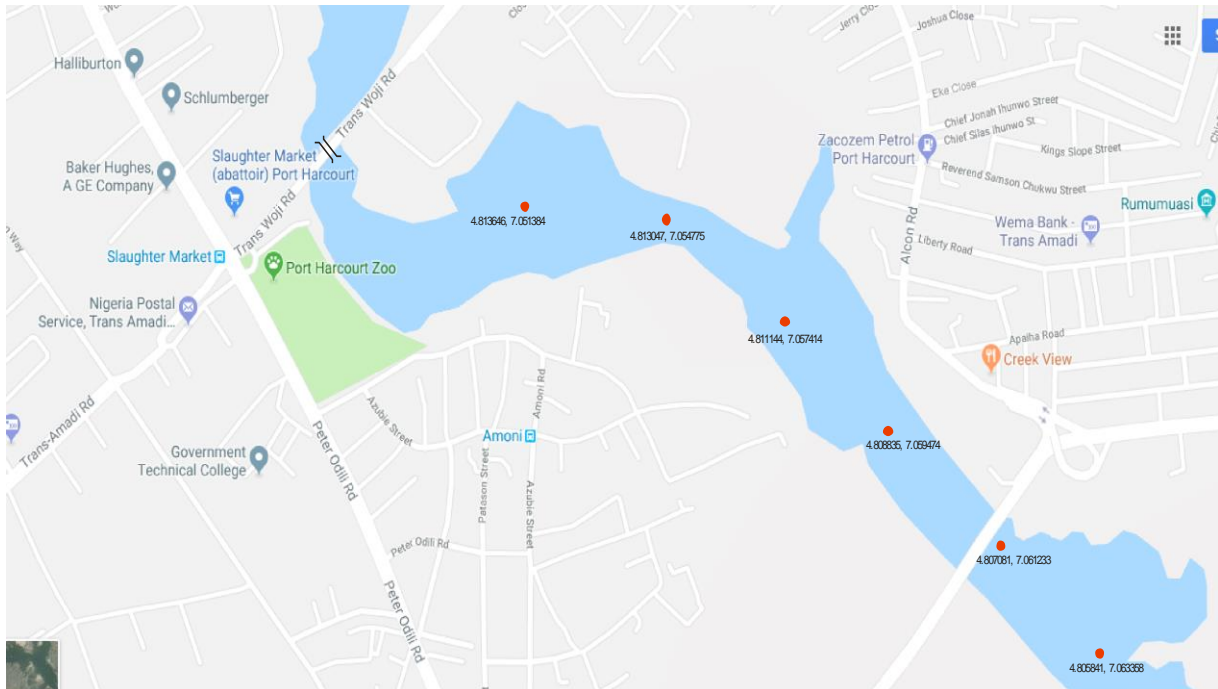 Halliburton
Schlumberger
Baker Hughes,
A GE Company
Slaughter Market
(abattoir) Port Harcourt
Trans Woji Rd
Trans Woji Rd
Slaughter Market
Port Harcourt Zoo
Nigeria Postal
Service, Trans Amadi...
Trans-Amadi Rd
Government
Technical College
Peter Odili Rd
Peter Odili Rd
Peter Odili Rd
Azubie Street
Amoni
Amoni Rd
Patason Street
Azubie Street
4.813646, 7.051384
4.813047, 7.054775
4.811144, 7.057414
4.808835, 7.059474
4.807081, 7.061233
4.805841, 7.063358
Joshua Close
Eke Close
Chief Jonah Ihunwo Street
Chief Silas Ihunwo St
Kings Slope Street
Zacozem Petrol
Port Harcourt
Reverend Samson Chukwu Street
Rumumuasi
Wema Bank -
Trans Amadi
Liberty Road
Alcon Rd
Apaiha Road
Creek View